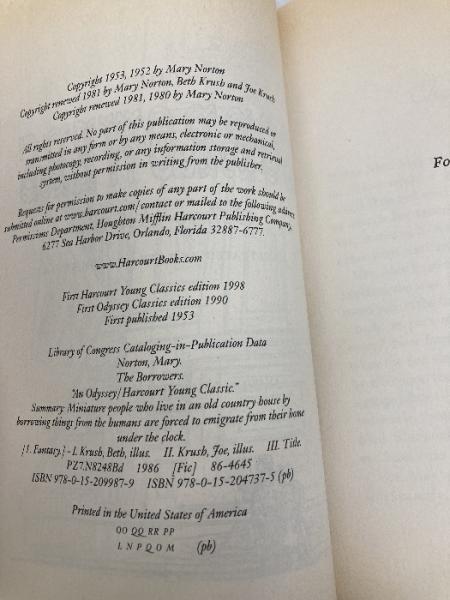 Copyright 1953, 1952 by Mary Norton
Copyright renewed 1981 by Mary Norton, Beth Krush and Joe Krush
Copyright renewed 1981, 1980 by Mary Norton
All rights reserved. No part of this publication may be reproduced or
transmitted in any form or by any means, electronic or mechanical,
including photocopy, recording, or any information storage and retrieval
system, without permission in writing from the publisher.
Requests for permission to make copies of any part of the work should be
submitted online at www.harcourt.com/contact or mailed to the following address:
Permissions Department, Houghton Mifflin Harcourt Publishing Company,
6277 Sea Harbor Drive, Orlando, Florida 32887-6777.
www.HarcourtBooks.com
First Harcourt Young Classics edition 1998
First Odyssey Classics edition 1990
First published 1953
Library of Congress Cataloging-in-Publication Data
Norton, Mary.
The Borrowers.
"An Odyssey/Harcourt Young Classic."
Summary: Miniature people who live in an old country house by
borrowing things from the humans are forced to emigrate from their home
under the clock.
[1. Fantasy.]-I. Krush, Beth, illus. II. Krush, Joe, illus. III. Title.
PZ7.N8248Bd 1986 [Fic] 86-4645
ISBN 978-0-15-209987-9 ISBN 978-0-15-204737-5 (pb)
Printed in the United States of America
OO QQ RR PP
L N P Q O M (pb)
Fo